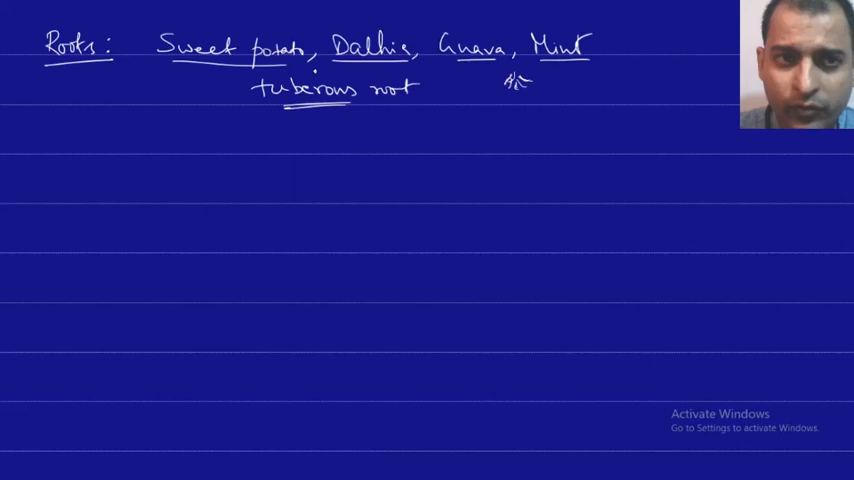 Roots: Sweet potato, Dalhia, Guava, Mint
tuberous root
Activate Windows
Go to Settings to activate Windows.